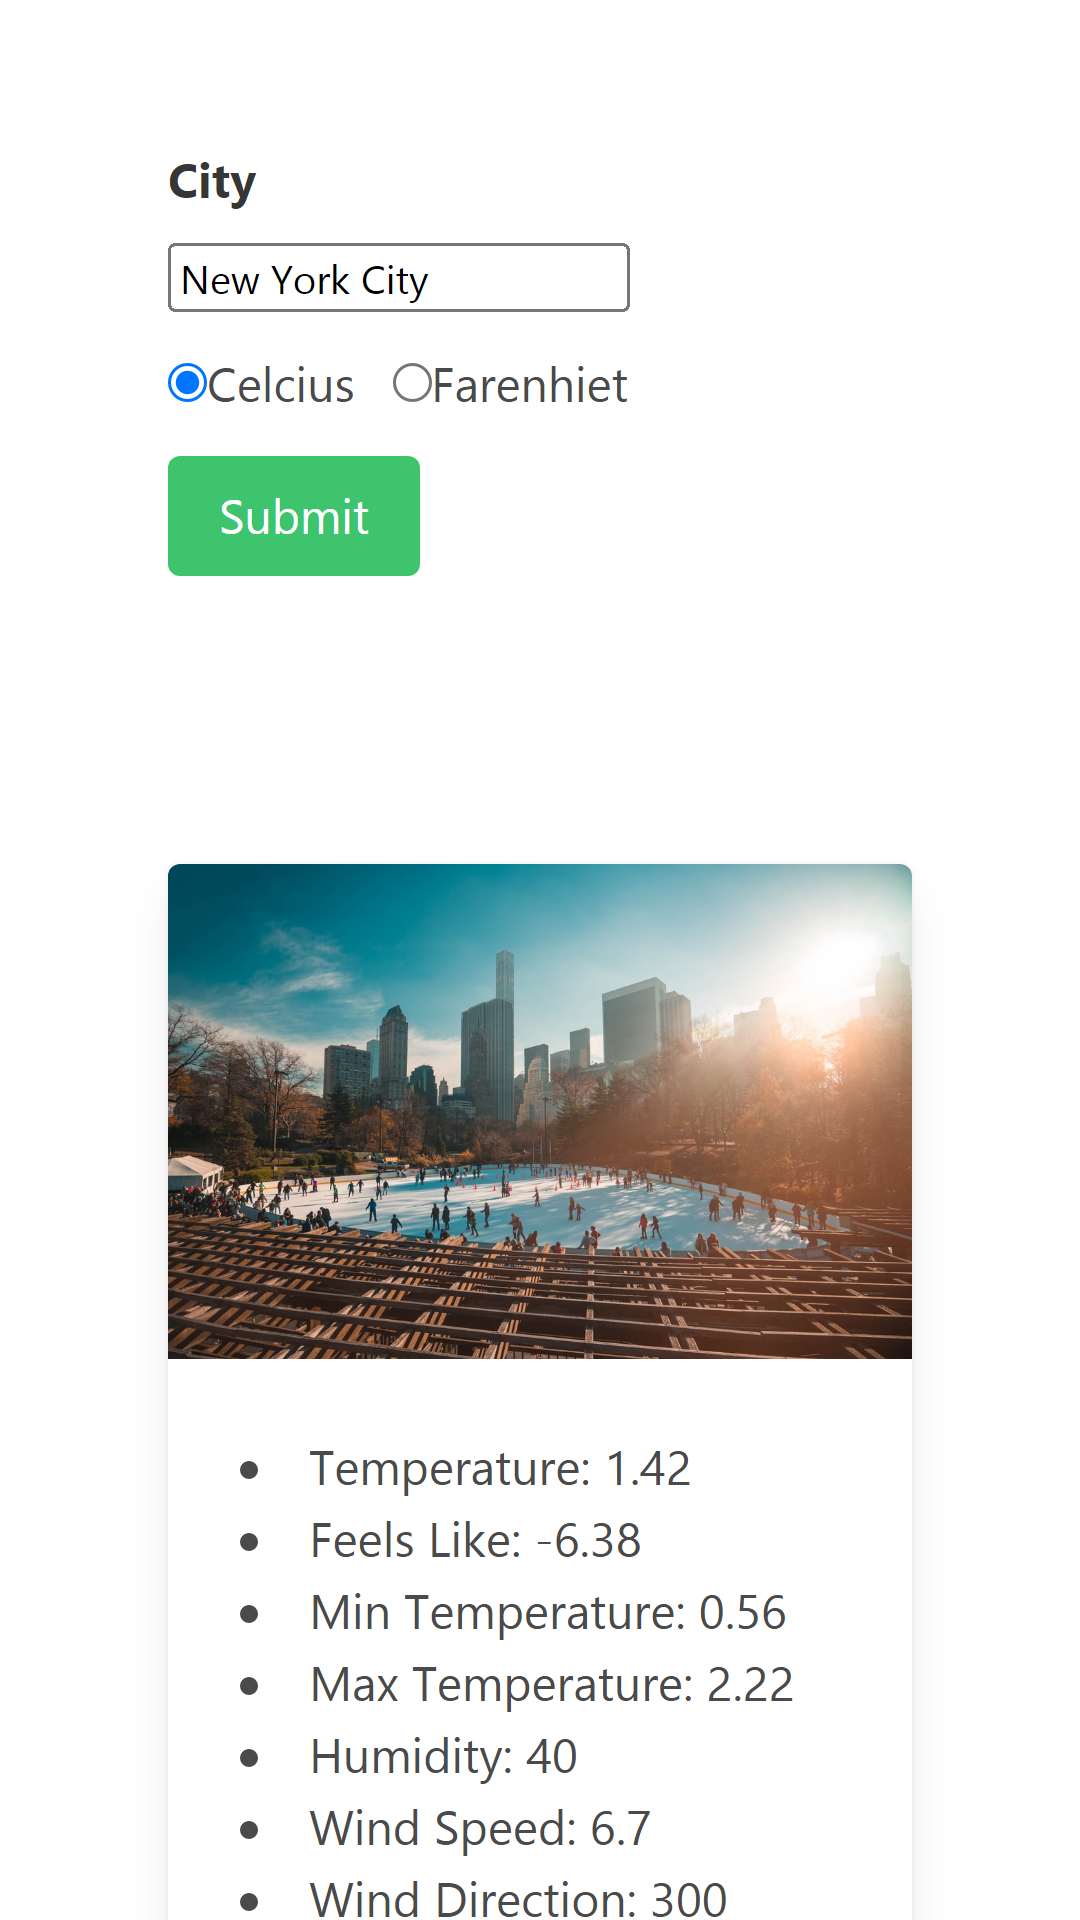 City
New York City
Celcius Farenhiet
Submit
Temperature: 1.42
Feels Like: -6.38
Min Temperature: 0.56
Max Temperature: 2.22
Humidity: 40
Wind Speed: 6.7
Wind Direction: 300